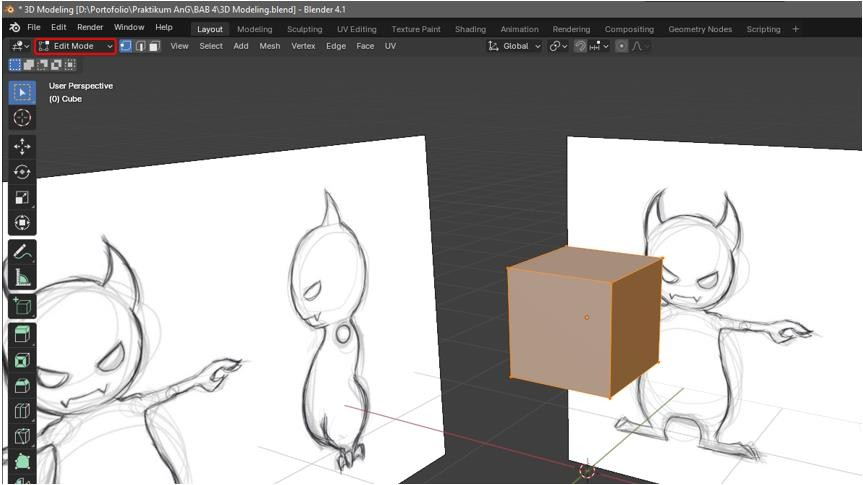 * 3D Modeling [D:\Portofolio\Praktikum AnG\BAB 4\3D Modeling.blend] - Blender 4.1
File Edit Render Window Help Layout Modeling Sculpting UV Editing Texture Paint Shading Animation Rendering Compositing Geometry Nodes Scripting +
Edit Mode View Select Add Mesh Vertex Edge Face UV Global
User Perspective
(0) Cube